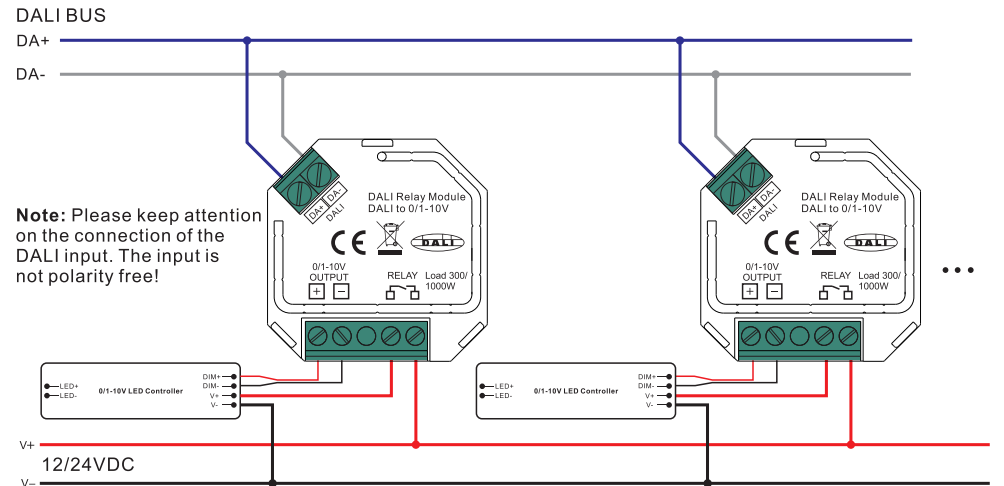 DALI BUS
DA+
DA-
Note: Please keep attention
on the connection of the
DALI input. The input is
not polarity free!
DA+
DA-
DALI
DALI Relay Module
DALI to 0/1-10V
CE
DALI
0/1-10V
OUTPUT
+ −
RELAY
Load 300/
1000W
DA+
DA-
DALI
DALI Relay Module
DALI to 0/1-10V
CE
DALI
0/1-10V
OUTPUT
+ −
RELAY
Load 300/
1000W
...
LED+
LED-
0/1-10V LED Controller
DIM+
DIM-
V+
V-
LED+
LED-
0/1-10V LED Controller
DIM+
DIM-
V+
V-
V+
12/24VDC
V–